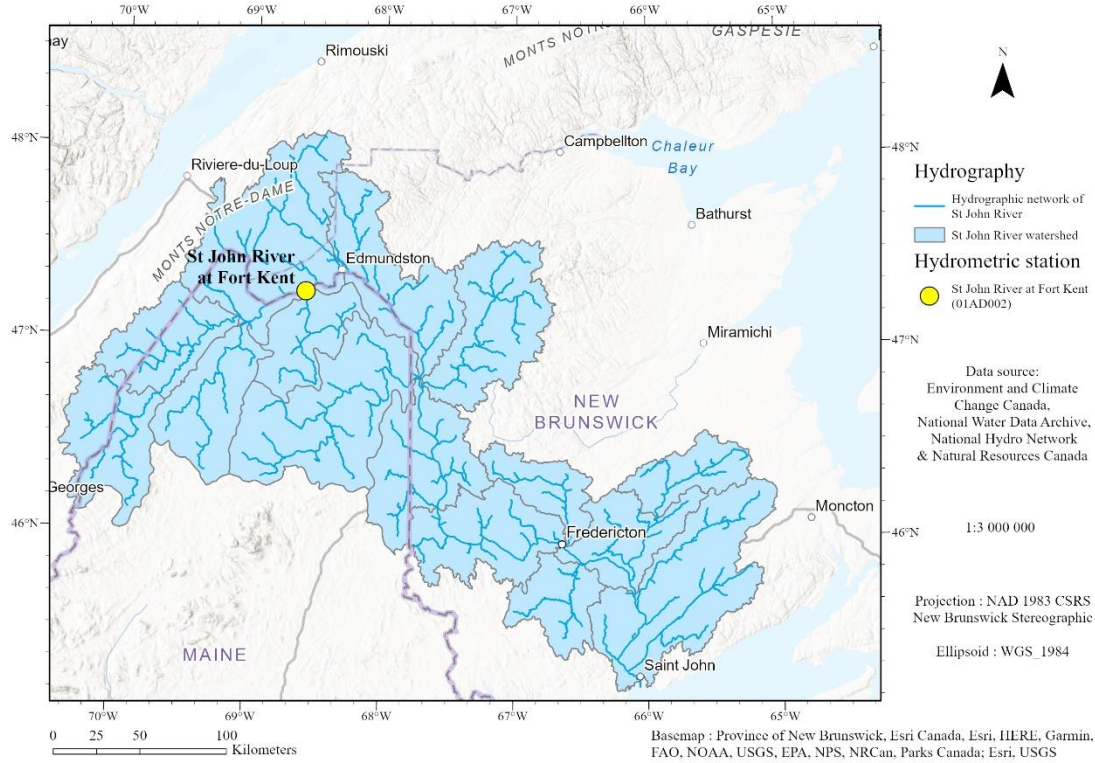 70°W 69°W 68°W 67°W 66°W 65°W
ay
Rimouski
MONTS NOTR
GASPESIE
N
48°N
48°N
Campbellton
Chaleur
Bay
Riviere-du-Loup
MONTS NOTRE-DAME
Bathurst
Hydrography
Hydrographic network of
St John River
St John River watershed
St John River
at Fort Kent
Edmundston
Hydrometric station
St John River at Fort Kent
(01AD002)
47°N
47°N
Miramichi
NEW
BRUNSWICK
Data source:
Environment and Climate
Change Canada,
National Water Data Archive,
National Hydro Network
& Natural Resources Canada
Georges
46°N
46°N
Moncton
Fredericton
1:3 000 000
Projection : NAD 1983 CSRS
New Brunswick Stereographic
Ellipsoid : WGS_1984
MAINE
Saint John
70°W 69°W 68°W 67°W 66°W 65°W
0 25 50 100
Kilometers
Basemap : Province of New Brunswick, Esri Canada, Esri, HERE, Garmin,
FAO, NOAA, USGS, EPA, NPS, NRCan, Parks Canada; Esri, USGS